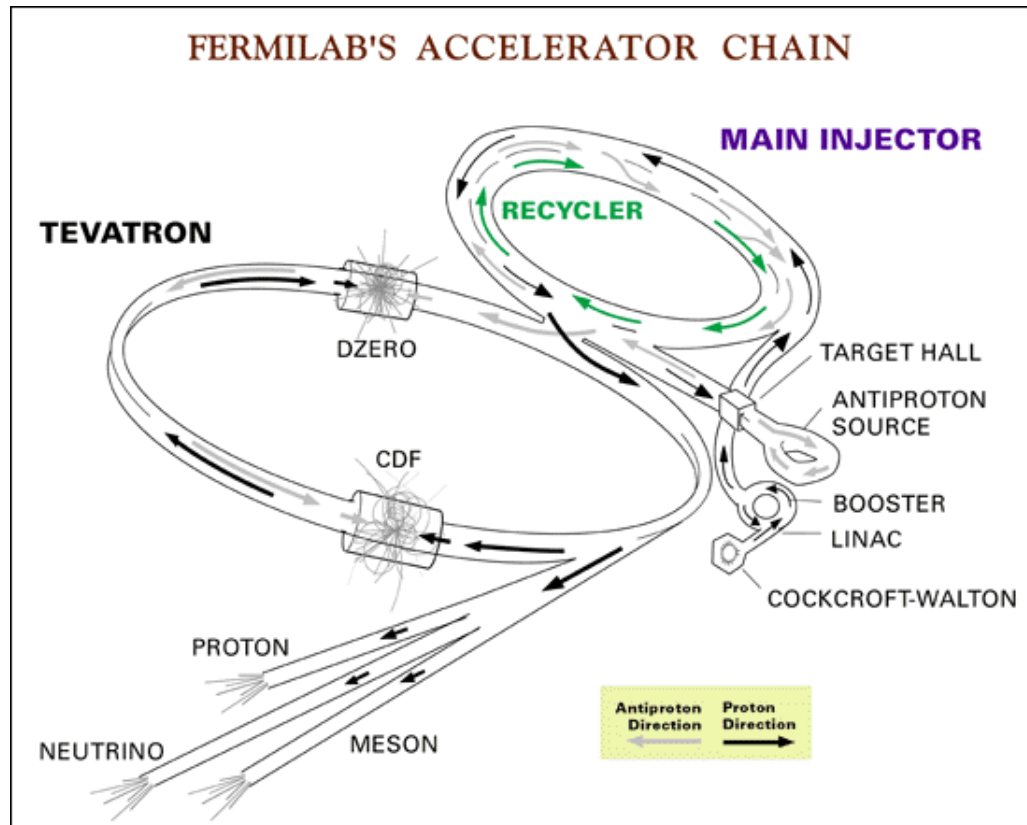 FERMILAB'S ACCELERATOR CHAIN
MAIN INJECTOR
RECYCLER
TEVATRON
DZERO
TARGET HALL
ANTIPROTON
SOURCE
CDF
BOOSTER
LINAC
COCKCROFT-WALTON
PROTON
NEUTRINO
MESON
Antiproton
Direction
Proton
Direction